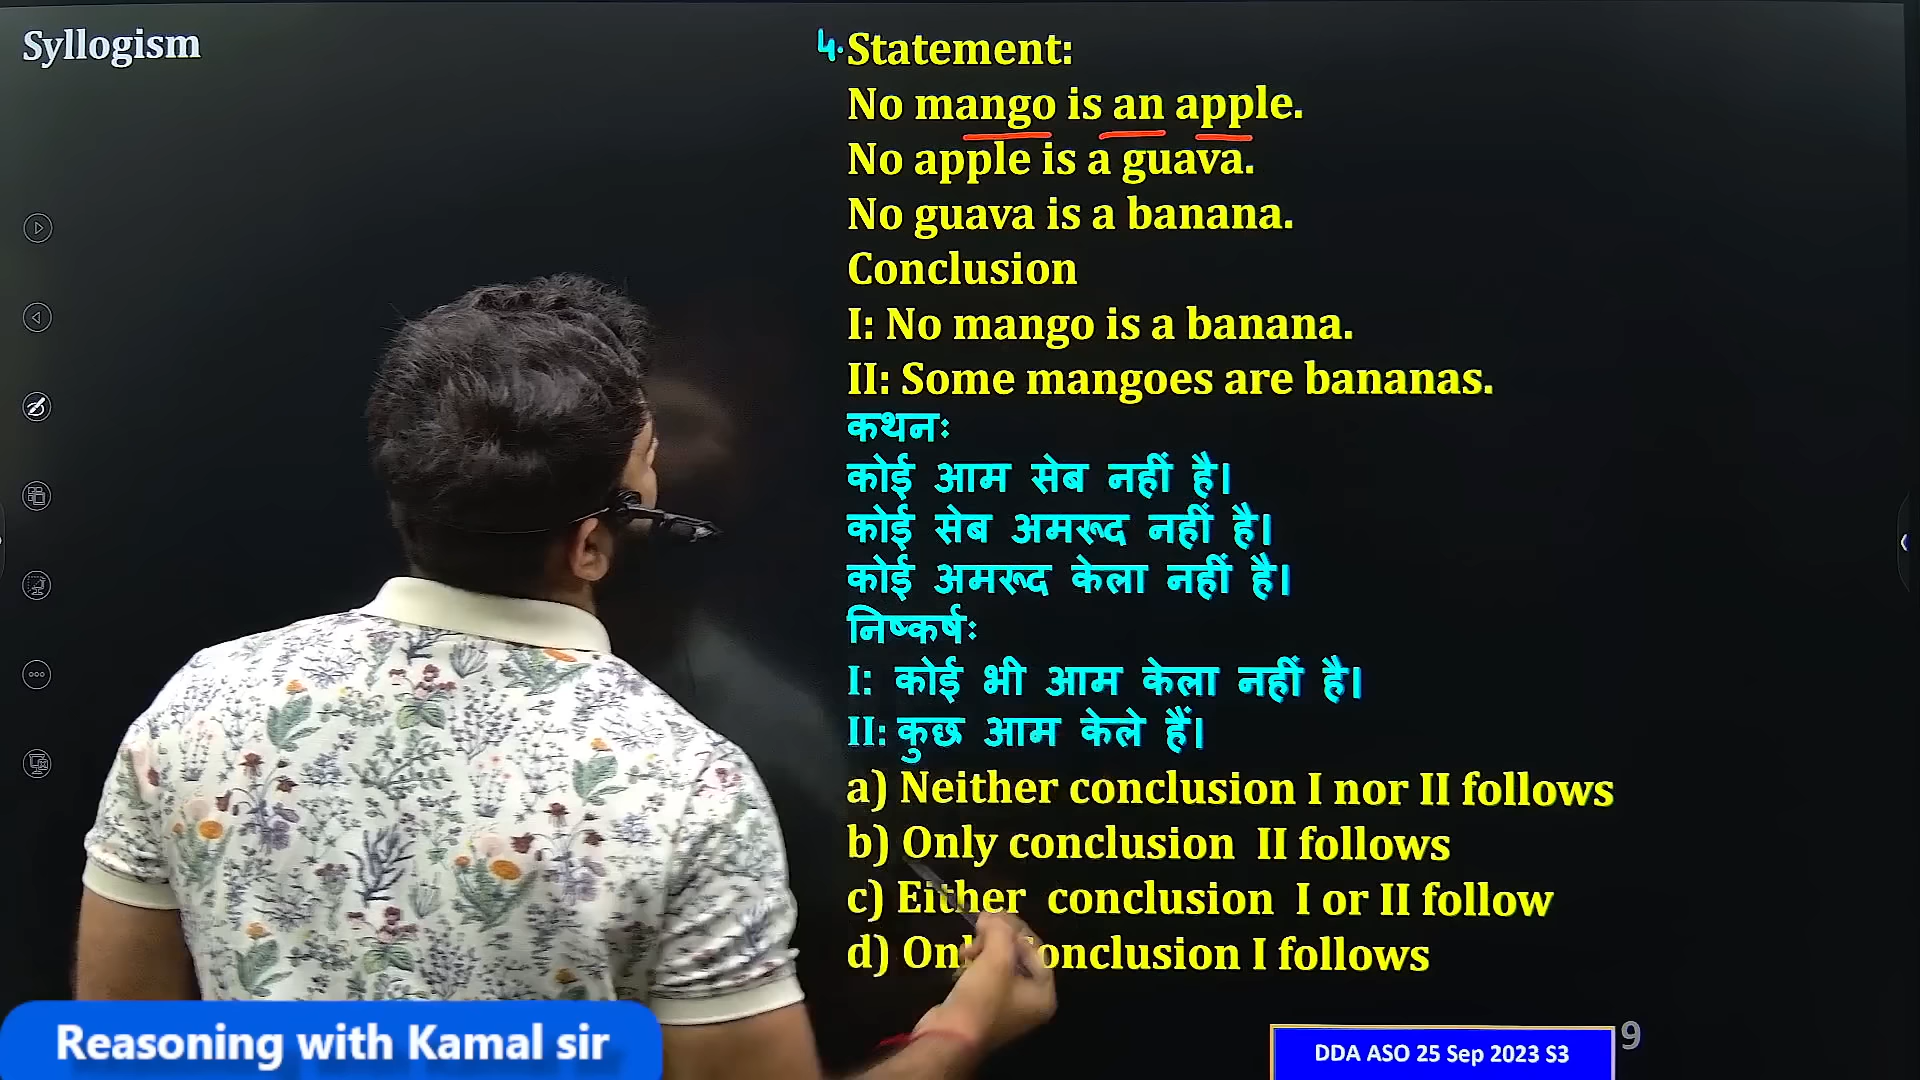 Syllogism
4. Statement:
No mango is an apple.
No apple is a guava.
No guava is a banana.
Conclusion
I: No mango is a banana.
II: Some mangoes are bananas.
कथनः
कोई आम सेब नहीं है।
कोई सेब अमरूद नहीं है।
कोई अमरूद केला नहीं है।
निष्कर्षः
I: कोई भी आम केला नहीं है।
II: कुछ आम केले हैं।
a) Neither conclusion I nor II follows
b) Only conclusion II follows
c) Either conclusion I or II follow
d) Only conclusion I follows
Reasoning with Kamal sir
DDA ASO 25 Sep 2023 S3
9